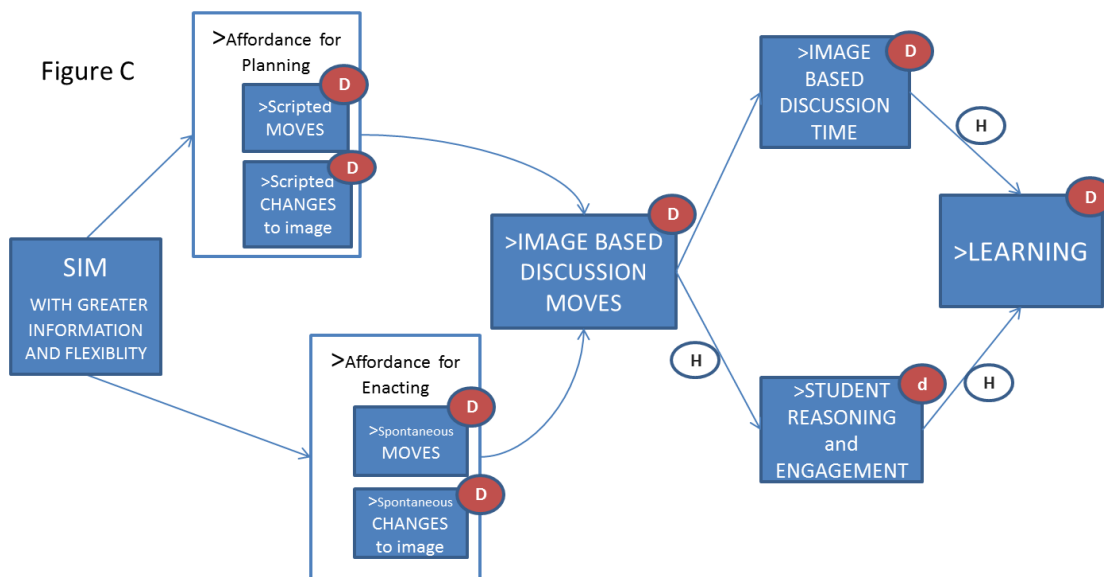 Figure C
SIM
WITH GREATER
INFORMATION
AND FLEXIBLITY
>Affordance for
Planning
D
>Scripted
MOVES
D
>Scripted
CHANGES
to image
>Affordance for
Enacting
D
>Spontaneous
MOVES
D
>Spontaneous
CHANGES
to image
D
>IMAGE BASED
DISCUSSION
MOVES
H
D
>IMAGE
BASED
DISCUSSION
TIME
H
d
>STUDENT
REASONING
and
ENGAGEMENT
H
D
>LEARNING